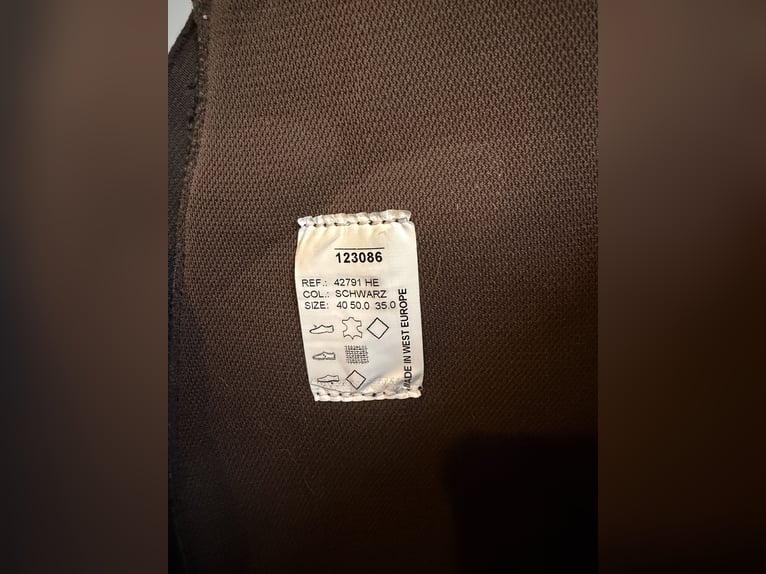 123086
REF.: 42791 HE
COL.: SCHWARZ
SIZE: 40 50.0 35.0
MADE IN WEST EUROPE